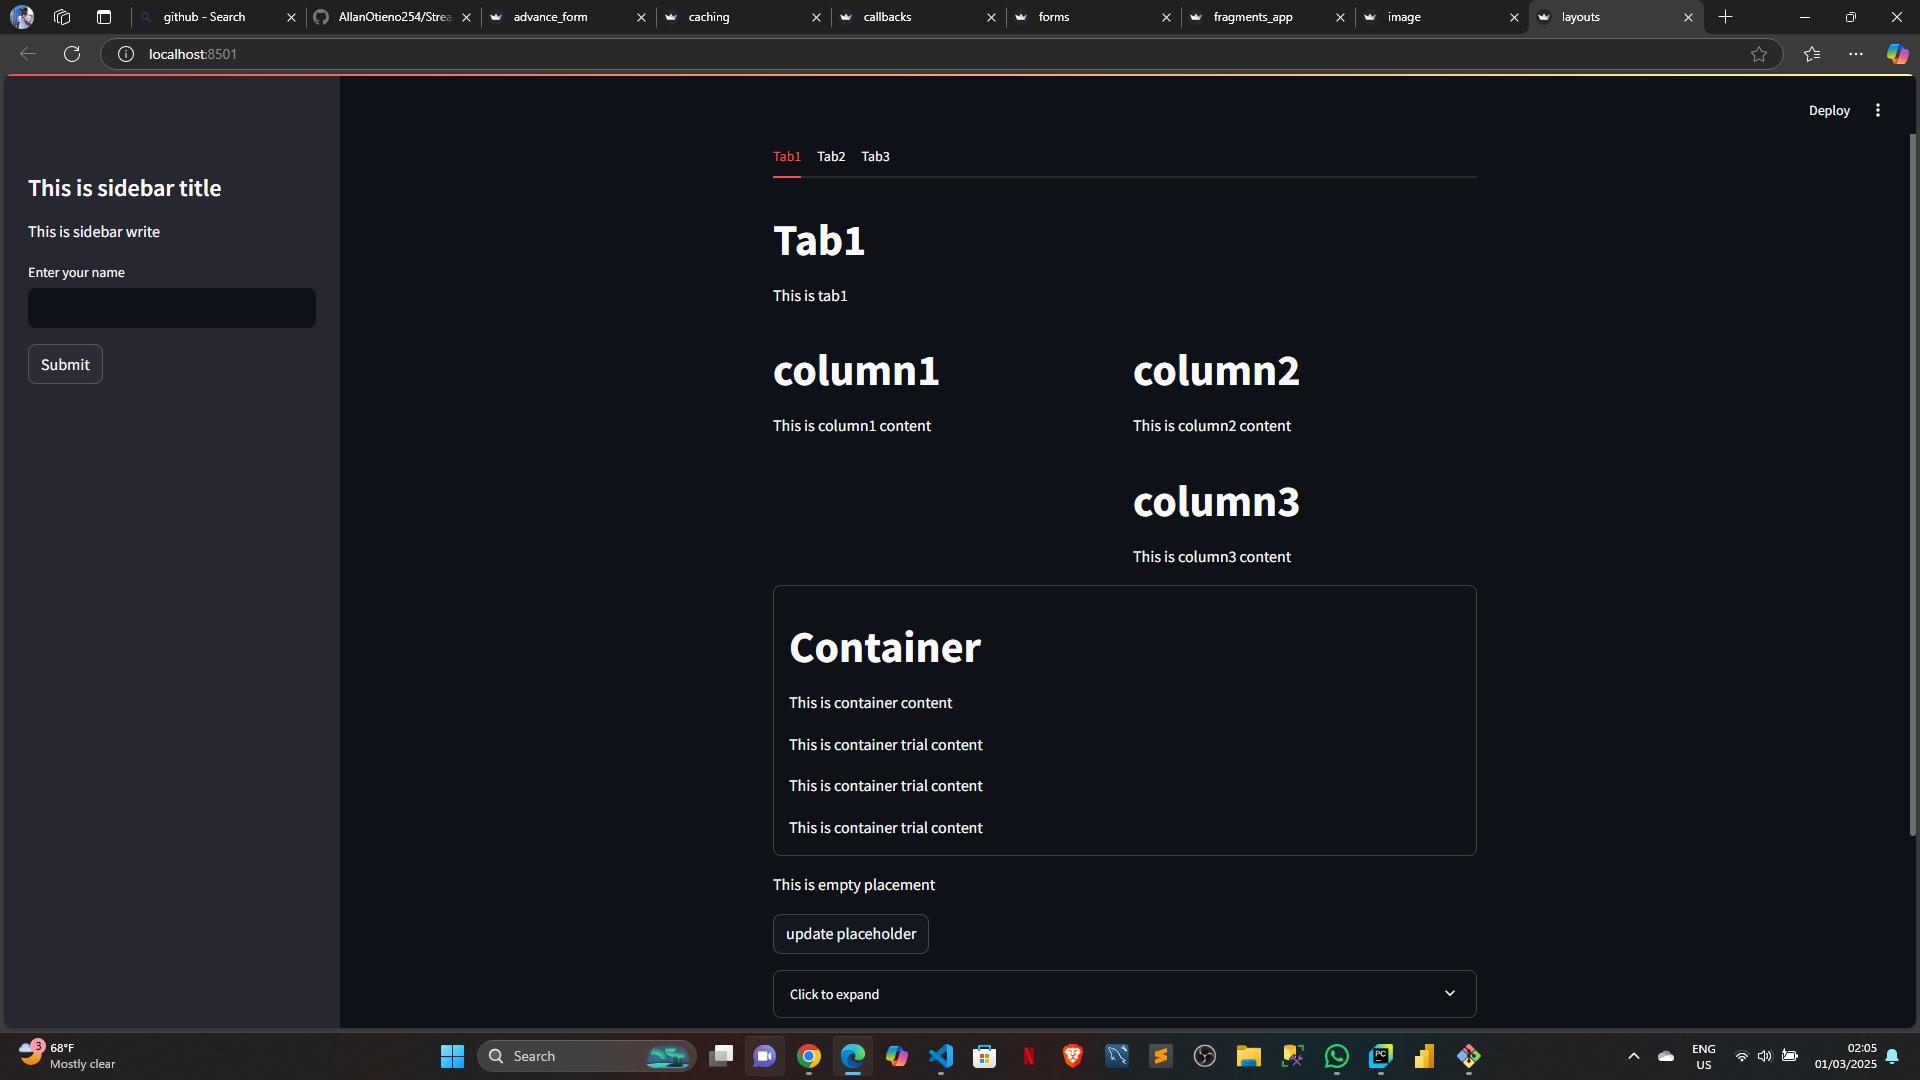 github - Search
AllanOtieno254/Strea
advance_form
caching
callbacks
forms
fragments_app
image
layouts
localhost:8501
Deploy
This is sidebar title
This is sidebar write
Enter your name
Submit
Tab1 Tab2 Tab3
Tab1
This is tab1
column1
This is column1 content
column2
This is column2 content
column3
This is column3 content
Container
This is container content
This is container trial content
This is container trial content
This is container trial content
This is empty placement
update placeholder
Click to expand
3
68°F
Mostly clear
Search
PC
ENG
US
02:05
01/03/2025